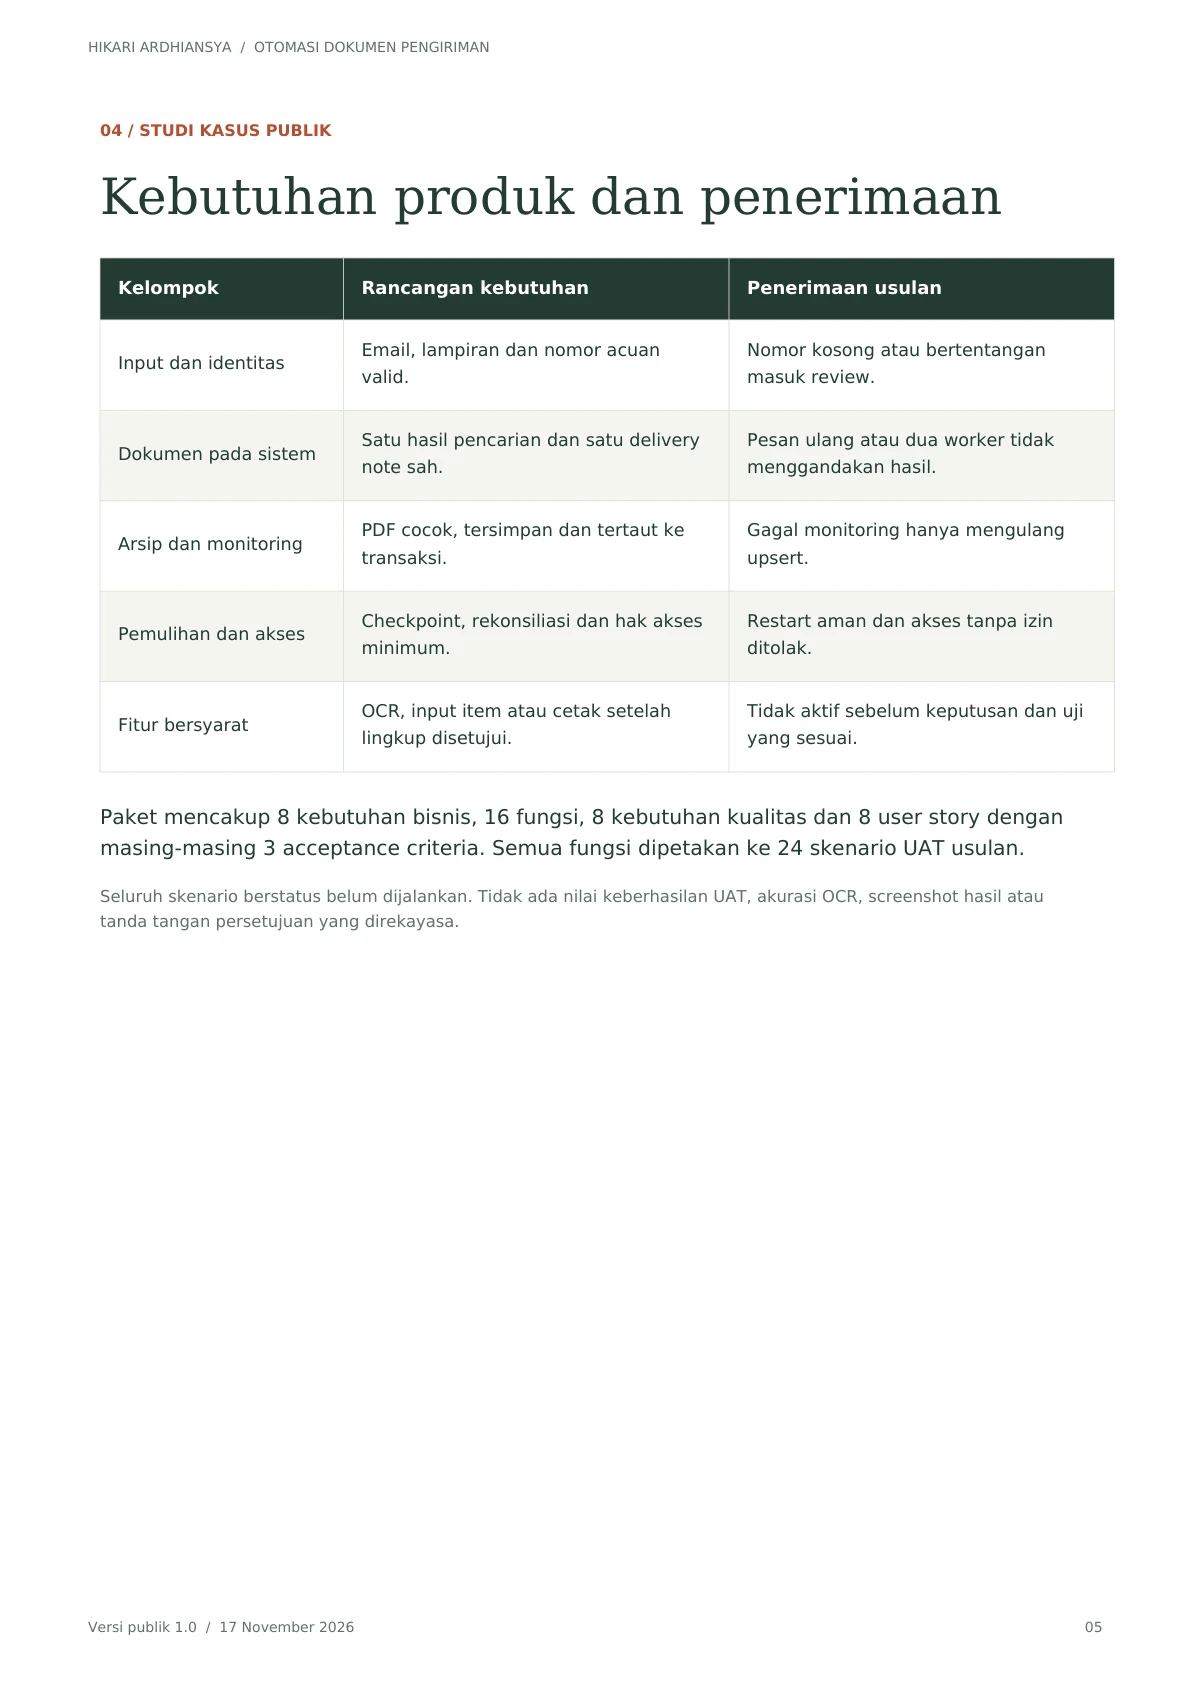 HIKARI ARDHIANSYA / OTOMASI DOKUMEN PENGIRIMAN
04 / STUDI KASUS PUBLIK
Kebutuhan produk dan penerimaan
Kelompok
Rancangan kebutuhan
Penerimaan usulan
Input dan identitas
Email, lampiran dan nomor acuan
valid.
Nomor kosong atau bertentangan
masuk review.
Dokumen pada sistem
Satu hasil pencarian dan satu delivery
note sah.
Pesan ulang atau dua worker tidak
menggandakan hasil.
Arsip dan monitoring
PDF cocok, tersimpan dan tertaut ke
transaksi.
Gagal monitoring hanya mengulang
upsert.
Pemulihan dan akses
Checkpoint, rekonsiliasi dan hak akses
minimum.
Restart aman dan akses tanpa izin
ditolak.
Fitur bersyarat
OCR, input item atau cetak setelah
lingkup disetujui.
Tidak aktif sebelum keputusan dan uji
yang sesuai.
Paket mencakup 8 kebutuhan bisnis, 16 fungsi, 8 kebutuhan kualitas dan 8 user story dengan
masing-masing 3 acceptance criteria. Semua fungsi dipetakan ke 24 skenario UAT usulan.
Seluruh skenario berstatus belum dijalankan. Tidak ada nilai keberhasilan UAT, akurasi OCR, screenshot hasil atau
tanda tangan persetujuan yang direkayasa.
Versi publik 1.0 / 17 November 2026
05